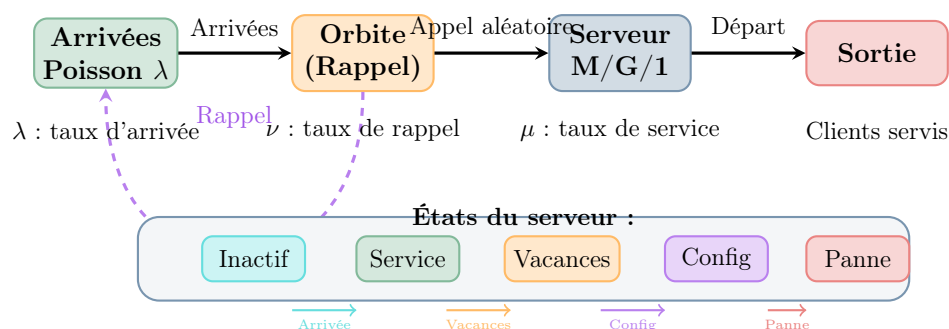 Arrivées
Poisson λ
Arrivées
Orbite
(Rappel)
Appel aléatoire
Serveur
M/G/1
Départ
Sortie
Rappel
λ : taux d'arrivée
ν : taux de rappel
μ : taux de service
Clients servis
États du serveur :
Inactif
Service
Vacances
Config
Panne
Arrivée
Vacances
Config
Panne